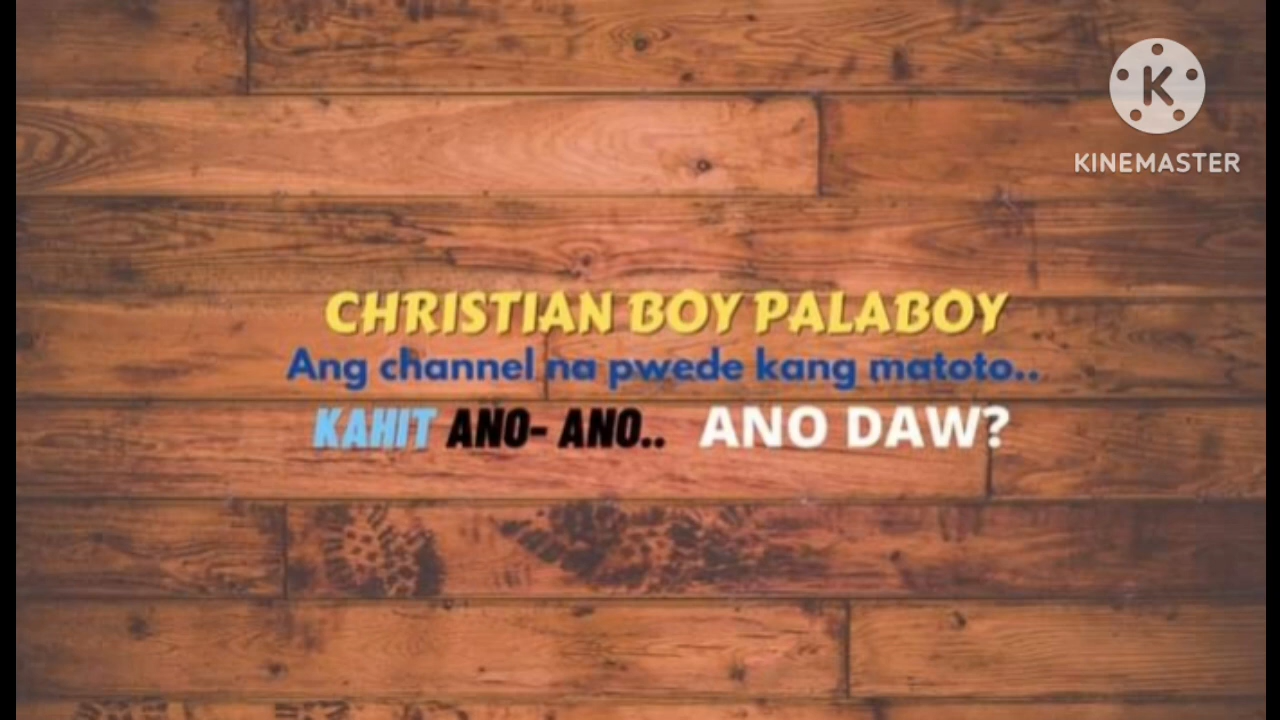 K
KINEMASTER
CHRISTIAN BOY PALABOY
Ang channel na pwede kang matoto..
KAHIT ANO- ANO.. ANO DAW?